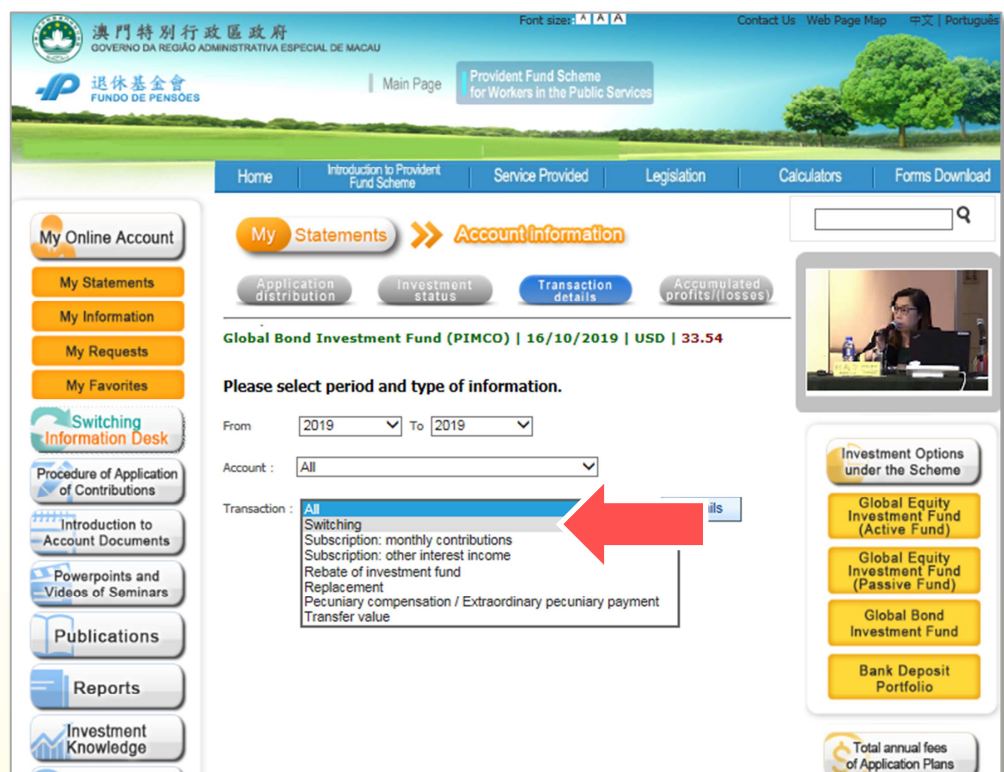 澳門特別行政區政府
GOVERNO DA REGIÃO ADMINISTRATIVA ESPECIAL DE MACAU
Font size: A A A
Contact Us Web Page Map 中文 | Português
退休基金會
FUNDO DE PENSÕES
Main Page
Provident Fund Scheme
for Workers in the Public Services
Home
Introduction to Provident
Fund Scheme
Service Provided
Legislation
Calculators
Forms Download
My Online Account
My Statements
My Information
My Requests
My Favorites
Switching
Information Desk
Procedure of Application
of Contributions
Introduction to
Account Documents
Powerpoints and
Videos of Seminars
Publications
Reports
Investment
Knowledge
My Statements
Account Information
Application
distribution
Investment
status
Transaction
details
Accumulated
profits/(losses)
Global Bond Investment Fund (PIMCO) | 16/10/2019 | USD | 33.54
Please select period and type of information.
From 2019 To 2019
Account : All
Transaction : All
ils
Switching
Subscription: monthly contributions
Subscription: other interest income
Rebate of investment fund
Replacement
Pecuniary compensation / Extraordinary pecuniary payment
Transfer value
Investment Options
under the Scheme
Global Equity
Investment Fund
(Active Fund)
Global Equity
Investment Fund
(Passive Fund)
Global Bond
Investment Fund
Bank Deposit
Portfolio
Total annual fees
of Application Plans